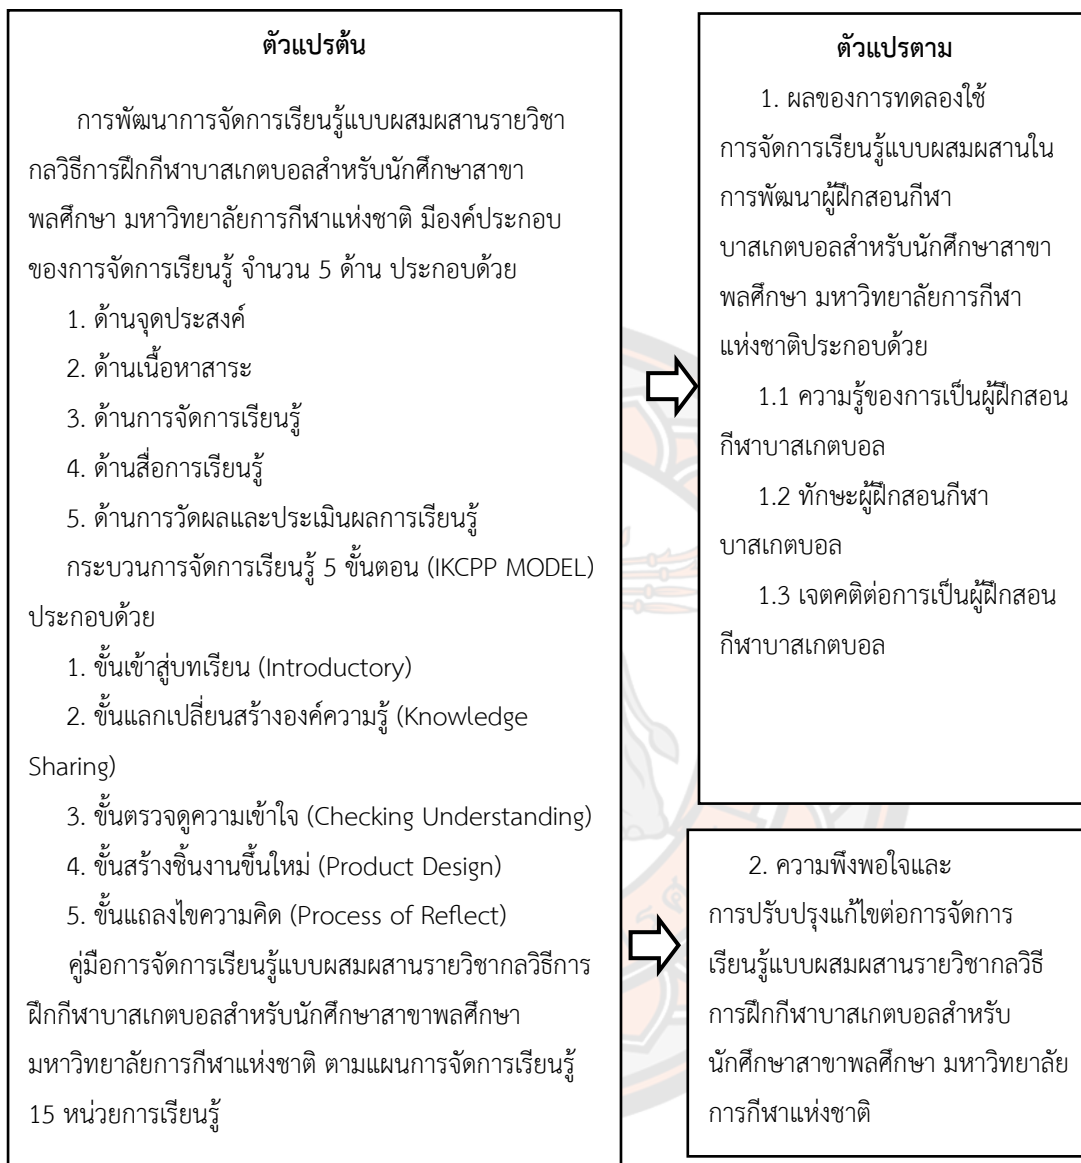 ตัวแปรต้น
การพัฒนาการจัดการเรียนรู้แบบผสมผสานรายวิชา
กลวิธีการฝึกกีฬาบาสเกตบอลสำหรับนักศึกษาสาขา
พลศึกษา มหาวิทยาลัยการกีฬาแห่งชาติ มีองค์ประกอบ
ของการจัดการเรียนรู้ จำนวน 5 ด้าน ประกอบด้วย
1. ด้านจุดประสงค์
2. ด้านเนื้อหาสาระ
3. ด้านการจัดการเรียนรู้
4. ด้านสื่อการเรียนรู้
5. ด้านการวัดผลและประเมินผลการเรียนรู้
กระบวนการจัดการเรียนรู้ 5 ขั้นตอน (IKCPP MODEL)
ประกอบด้วย
1. ขั้นเข้าสู่บทเรียน (Introductory)
2. ขั้นแลกเปลี่ยนสร้างองค์ความรู้ (Knowledge
Sharing)
3. ขั้นตรวจดูความเข้าใจ (Checking Understanding)
4. ขั้นสร้างชิ้นงานขึ้นใหม่ (Product Design)
5. ขั้นแถลงไขความคิด (Process of Reflect)
คู่มือการจัดการเรียนรู้แบบผสมผสานรายวิชากลวิธีการ
ฝึกกีฬาบาสเกตบอลสำหรับนักศึกษาสาขาพลศึกษา
มหาวิทยาลัยการกีฬาแห่งชาติ ตามแผนการจัดการเรียนรู้
15 หน่วยการเรียนรู้
ตัวแปรตาม
1. ผลของการทดลองใช้
การจัดการเรียนรู้แบบผสมผสานใน
การพัฒนาผู้ฝึกสอนกีฬา
บาสเกตบอลสำหรับนักศึกษาสาขา
พลศึกษา มหาวิทยาลัยการกีฬา
แห่งชาติประกอบด้วย
1.1 ความรู้ของการเป็นผู้ฝึกสอน
กีฬาบาสเกตบอล
1.2 ทักษะผู้ฝึกสอนกีฬา
บาสเกตบอล
1.3 เจตคติต่อการเป็นผู้ฝึกสอน
กีฬาบาสเกตบอล
2. ความพึงพอใจและ
การปรับปรุงแก้ไขต่อการจัดการ
เรียนรู้แบบผสมผสานรายวิชากลวิธี
การฝึกกีฬาบาสเกตบอลสำหรับ
นักศึกษาสาขาพลศึกษา มหาวิทยาลัย
การกีฬาแห่งชาติ